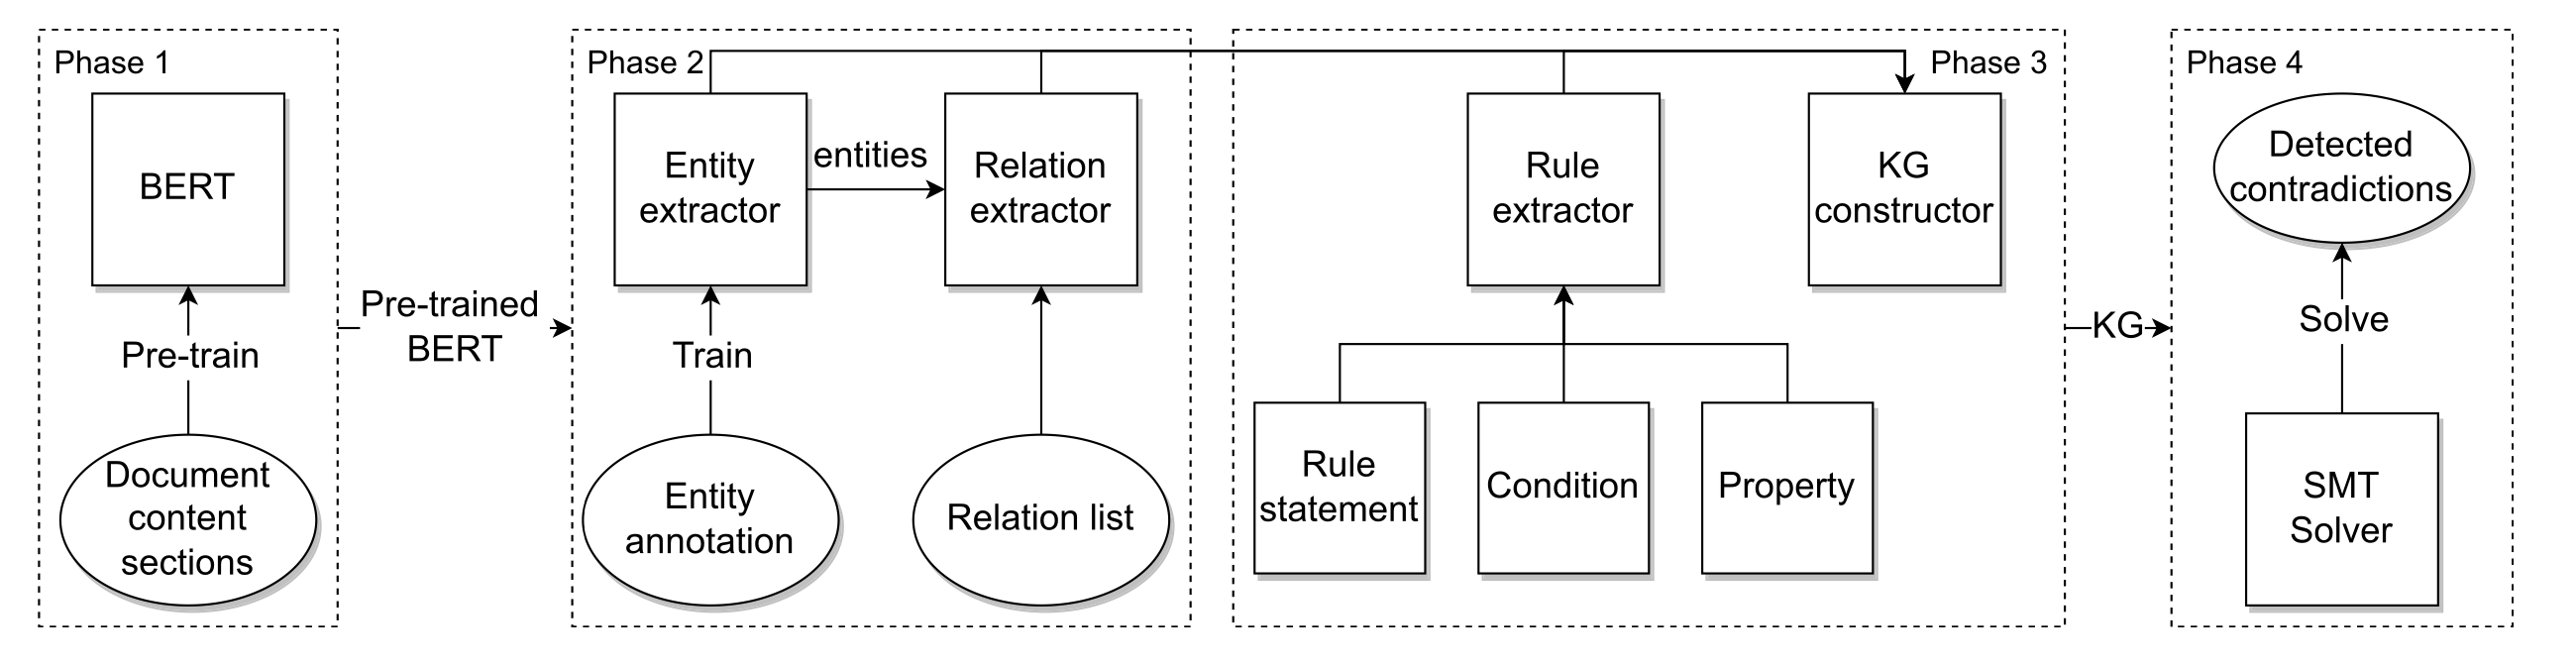 Phase 1
BERT
Pre-train
Document
content
sections
Pre-trained
BERT
Phase 2
Entity
extractor
entities
Relation
extractor
Train
Entity
annotation
Relation list
Phase 3
Rule
extractor
KG
constructor
Rule
statement
Condition
Property
KG
Phase 4
Detected
contradictions
Solve
SMT
Solver